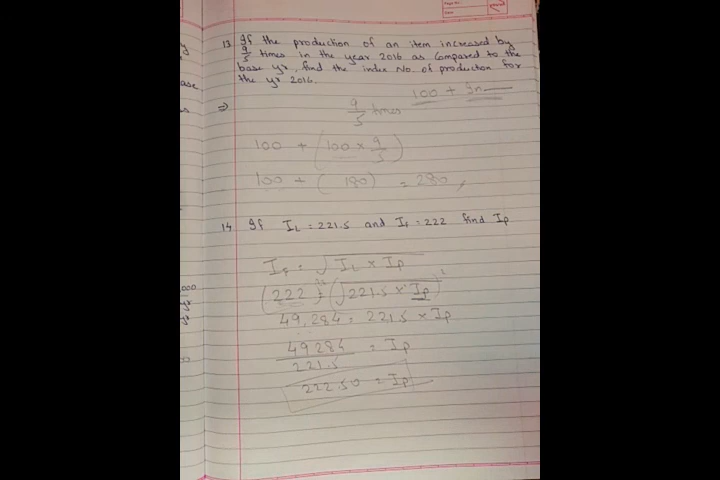 13 If the production of an item increased by
9/5 times in the year 2016 as compared to the
base yr, find the index No. of production for
the yr 2016.
100 + In
⇒ 9/5 times
100 + (100 x 9/5)
100 + (180) = 280,
14 If IL = 221.5 and If = 222 find Ip
IF = √IL x Ip
(222)² = (√221.5 x Ip)²
49,284 = 221.5 x Ip
49284/221.5 = Ip
222.50 = Ip